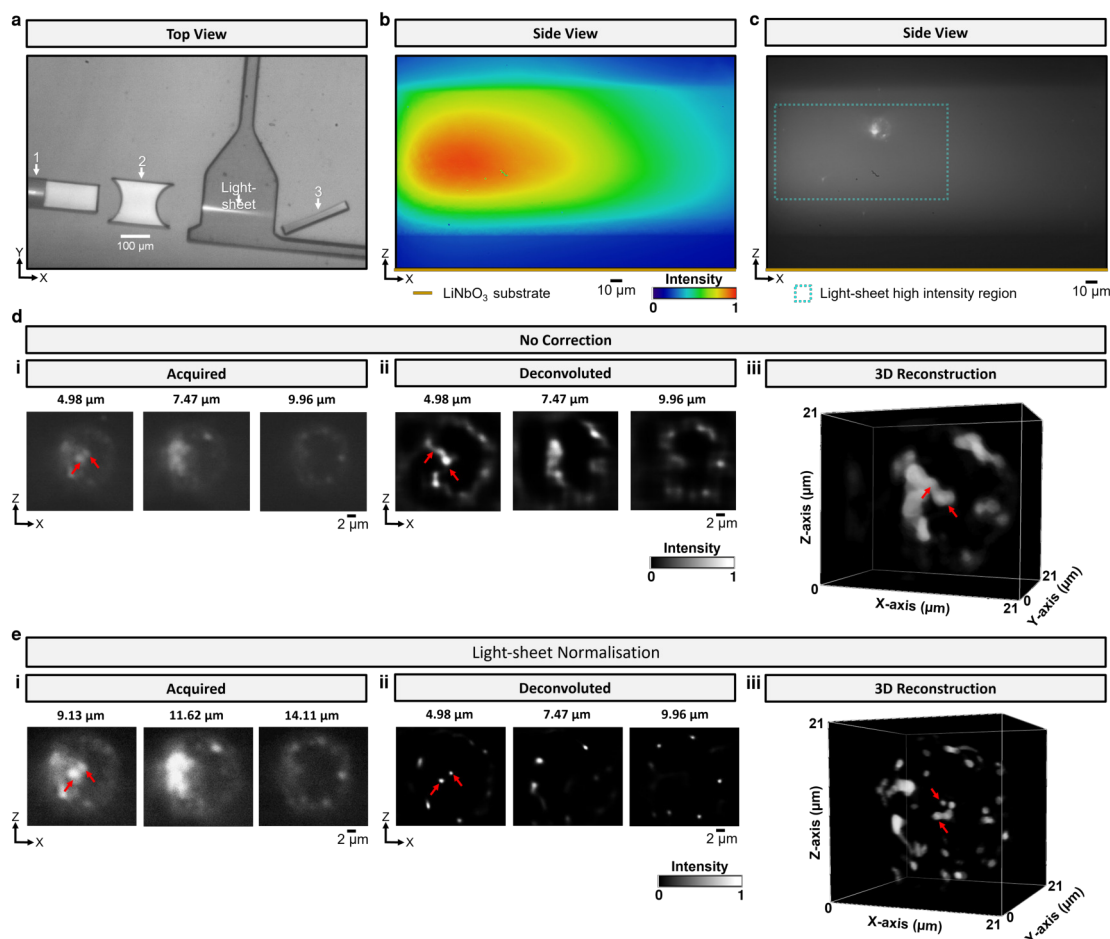 a
Top View
1
2
3
Light-
sheet
100 µm
Y
X
b
Side View
Z
X
LiNbO3 substrate
10 µm
Intensity
0 1
c
Side View
Z
X
Light-sheet high intensity region
10 µm
d
No Correction
i
Acquired
4.98 µm 7.47 µm 9.96 µm
Z
X
2 µm
ii
Deconvoluted
4.98 µm 7.47 µm 9.96 µm
Z
X
2 µm
Intensity
0 1
iii
3D Reconstruction
21
Z-axis (µm)
0
X-axis (µm)
21
0
Y-axis (µm)
21
e
Light-sheet Normalisation
i
Acquired
9.13 µm 11.62 µm 14.11 µm
Z
X
2 µm
ii
Deconvoluted
4.98 µm 7.47 µm 9.96 µm
Z
X
2 µm
Intensity
0 1
iii
3D Reconstruction
21
Z-axis (µm)
0
X-axis (µm)
21
0
Y-axis (µm)
21